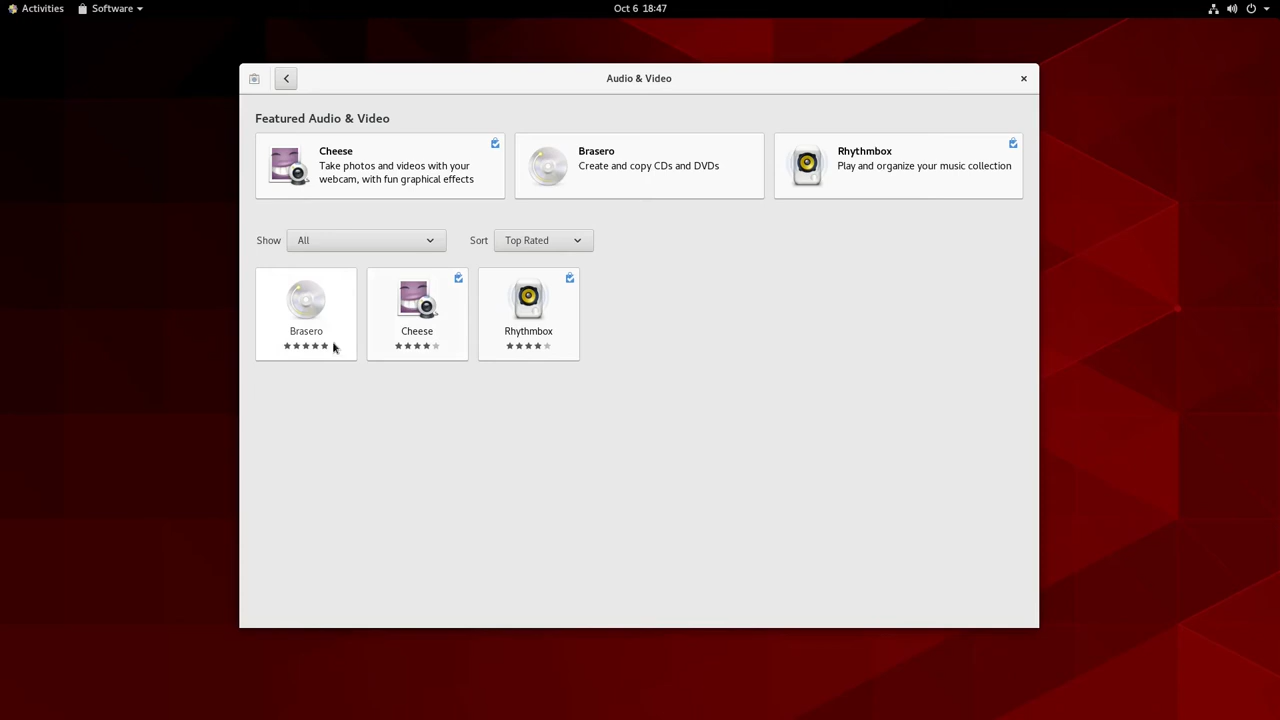 Activities
Software
Oct 6 18:47
Audio & Video
Featured Audio & Video
Cheese
Take photos and videos with your
webcam, with fun graphical effects
Brasero
Create and copy CDs and DVDs
Rhythmbox
Play and organize your music collection
Show
All
Sort
Top Rated
Brasero
Cheese
Rhythmbox